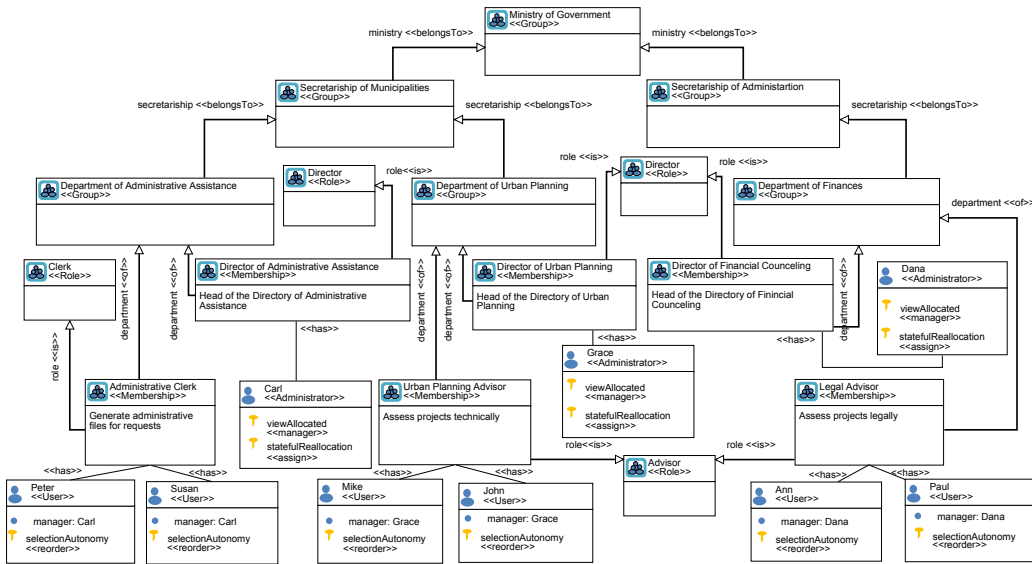 Ministry of Government
<<Group>>
ministry <<belongsTo>>
ministry <<belongsTo>>
Secretariship of Municipalities
<<Group>>
Secretariship of Administartion
<<Group>>
secretariship <<belongsTo>>
secretariship <<belongsTo>>
secretariship <<belongsTo>>
Department of Administrative Assistance
<<Group>>
Director
<<Role>>
role<<is>>
Department of Urban Planning
<<Group>>
role <<is>>
Director
<<Role>>
role <<is>>
Department of Finances
<<Group>>
department <<of>>
Clerk
<<Role>>
department <<of>>
department <<of>>
Director of Administrative Assistance
<<Membership>>
Head of the Directory of Administrative
Assistance
department <<of>>
department <<of>>
Director of Urban Planning
<<Membership>>
Head of the Directory of Urban
Planning
Director of Financial Counceling
<<Membership>>
Head of the Directory of Finincial
Counceling
department <<of>>
Dana
<<Administrator>>
viewAllocated
<<manager>>
statefulReallocation
<<assign>>
<<has>>
<<has>>
<<has>>
role <<is>>
Administrative Clerk
<<Membership>>
Generate administrative
files for requests
Carl
<<Administrator>>
viewAllocated
<<manager>>
statefulReallocation
<<assign>>
Urban Planning Advisor
<<Membership>>
Assess projects technically
Grace
<<Administrator>>
viewAllocated
<<manager>>
statefulReallocation
<<assign>>
Legal Advisor
<<Membership>>
Assess projects legally
role<<is>>
role <<is>>
Advisor
<<Role>>
<<has>>
<<has>>
<<has>>
<<has>>
<<has>>
<<has>>
Peter
<<User>>
manager: Carl
selectionAutonomy
<<reorder>>
Susan
<<User>>
manager: Carl
selectionAutonomy
<<reorder>>
Mike
<<User>>
manager: Grace
selectionAutonomy
<<reorder>>
John
<<User>>
manager: Grace
selectionAutonomy
<<reorder>>
Ann
<<User>>
manager: Dana
selectionAutonomy
<<reorder>>
Paul
<<User>>
manager: Dana
selectionAutonomy
<<reorder>>